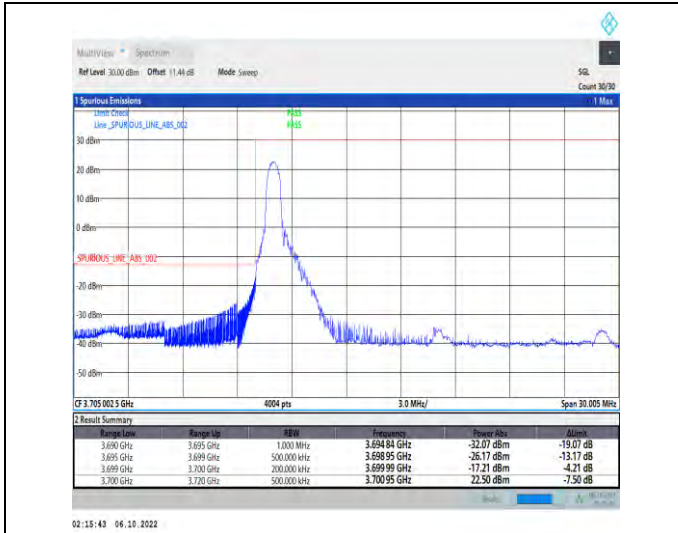 MultiView Spectrum
Ref Level 30.00 dBm Offset 11.44 dB Mode Sweep SGL
Count 30/30
1 Spurious Emissions 1 Max
Limit Check PASS
Line _SPURIOUS_LINE_ABS_002 PASS
30 dBm
20 dBm
10 dBm
0 dBm
_SPURIOUS_LINE_ABS_002
-20 dBm
-30 dBm
-40 dBm
-50 dBm
CF 3.705 002 5 GHz 4004 pts 3.0 MHz/ Span 30.005 MHz
2 Result Summary
Range Low Range Up RBW Frequency Power Abs ΔLimit
3.690 GHz 3.695 GHz 1.000 MHz 3.694 84 GHz -32.07 dBm -19.07 dB
3.695 GHz 3.699 GHz 500.000 kHz 3.698 95 GHz -26.17 dBm -13.17 dB
3.699 GHz 3.700 GHz 200.000 kHz 3.699 99 GHz -17.21 dBm -4.21 dB
3.700 GHz 3.720 GHz 500.000 kHz 3.700 95 GHz 22.50 dBm -7.50 dB
02:15:43 06.10.2022